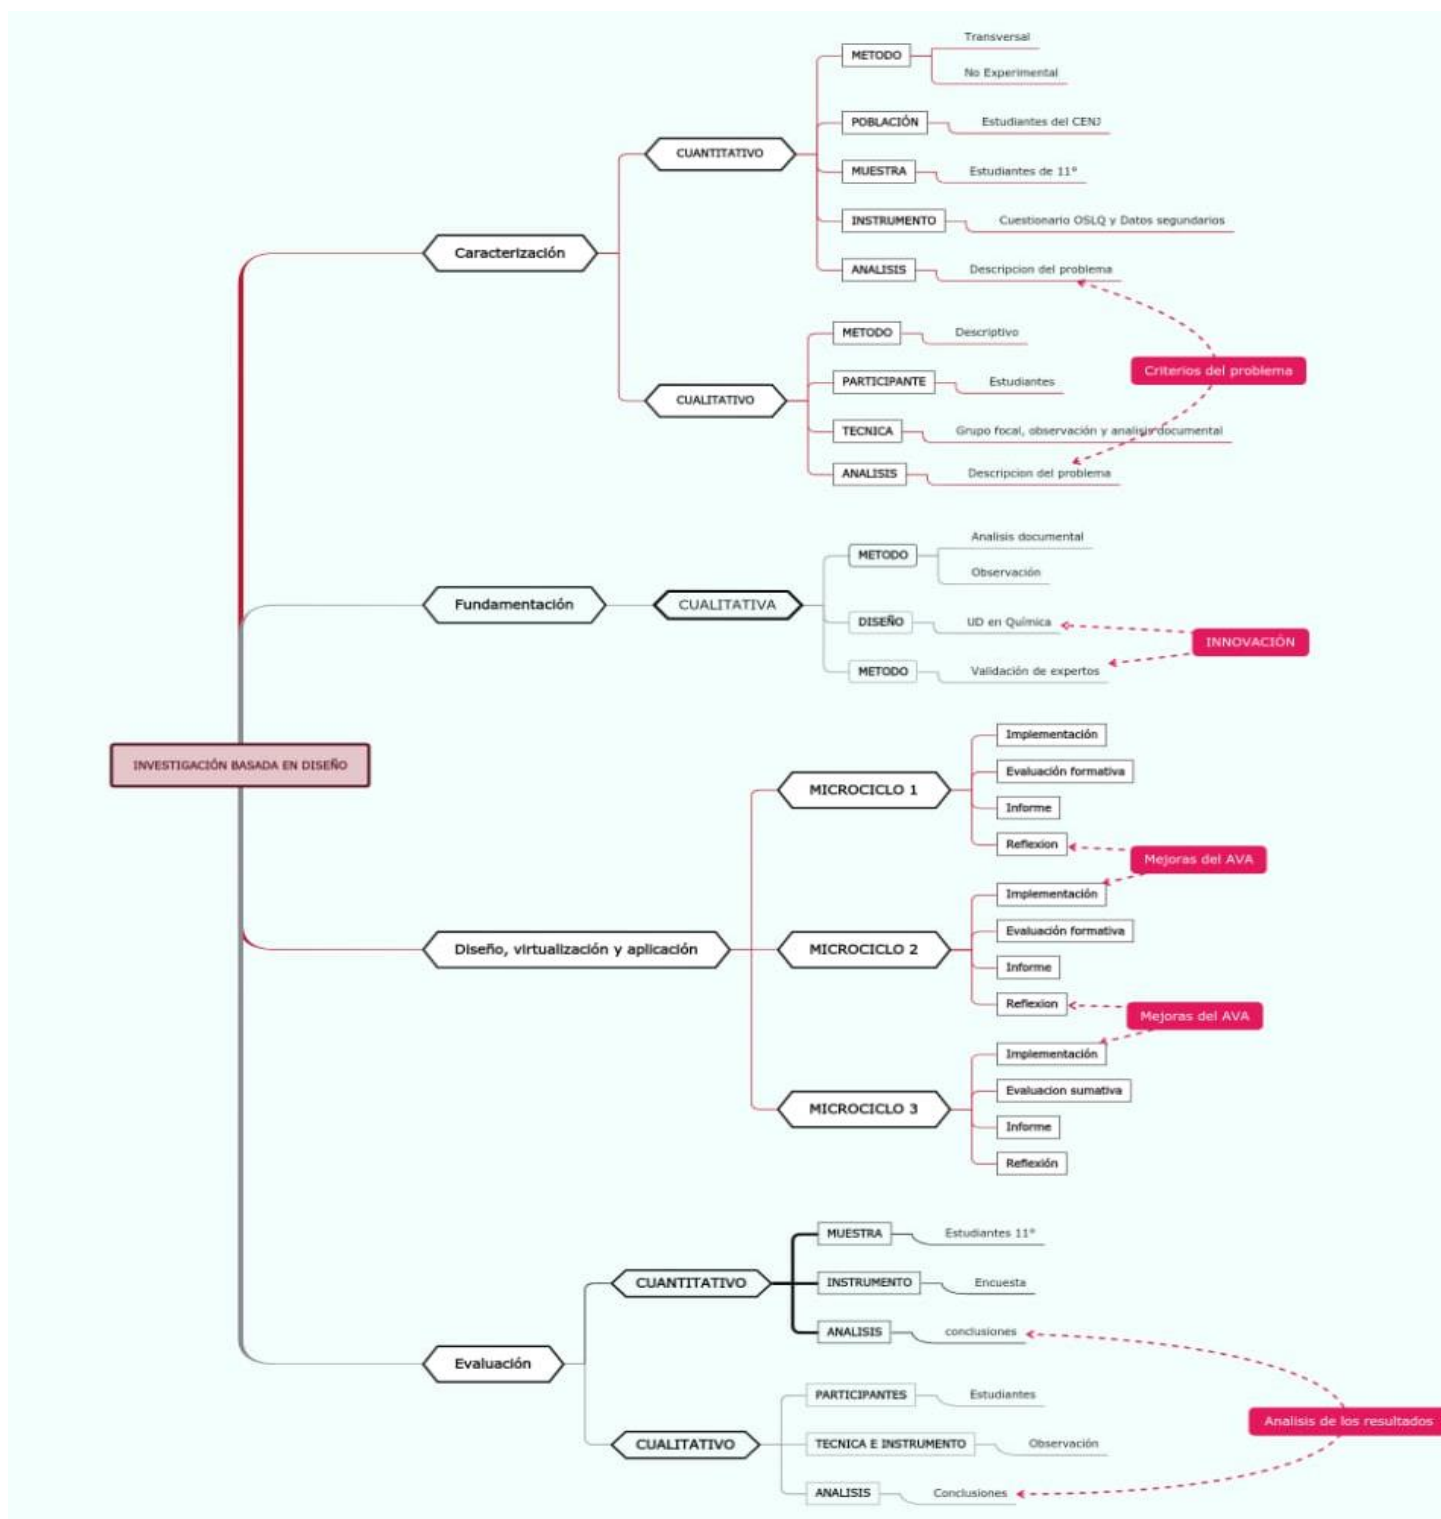 INVESTIGACIÓN BASADA EN DISEÑO
Caracterización
CUANTITATIVO
METODO
Transversal
No Experimental
POBLACIÓN
Estudiantes del CENJ
MUESTRA
Estudiantes de 11°
INSTRUMENTO
Cuestionario OSLQ y Datos segundarios
ANALISIS
Descripcion del problema
CUALITATIVO
METODO
Descriptivo
PARTICIPANTE
Estudiantes
TECNICA
Grupo focal, observación y analisis documental
ANALISIS
Descripcion del problema
Criterios del problema
Fundamentación
CUALITATIVA
METODO
Analisis documental
Observación
DISEÑO
UD en Química
METODO
Validación de expertos
INNOVACIÓN
Diseño, virtualización y aplicación
MICROCICLO 1
Implementación
Evaluación formativa
Informe
Reflexion
Mejoras del AVA
MICROCICLO 2
Implementación
Evaluación formativa
Informe
Reflexion
Mejoras del AVA
MICROCICLO 3
Implementación
Evaluacion sumativa
Informe
Reflexión
Evaluación
CUANTITATIVO
MUESTRA
Estudiantes 11°
INSTRUMENTO
Encuesta
ANALISIS
conclusiones
CUALITATIVO
PARTICIPANTES
Estudiantes
TECNICA E INSTRUMENTO
Observación
ANALISIS
Conclusiones
Analisis de los resultados